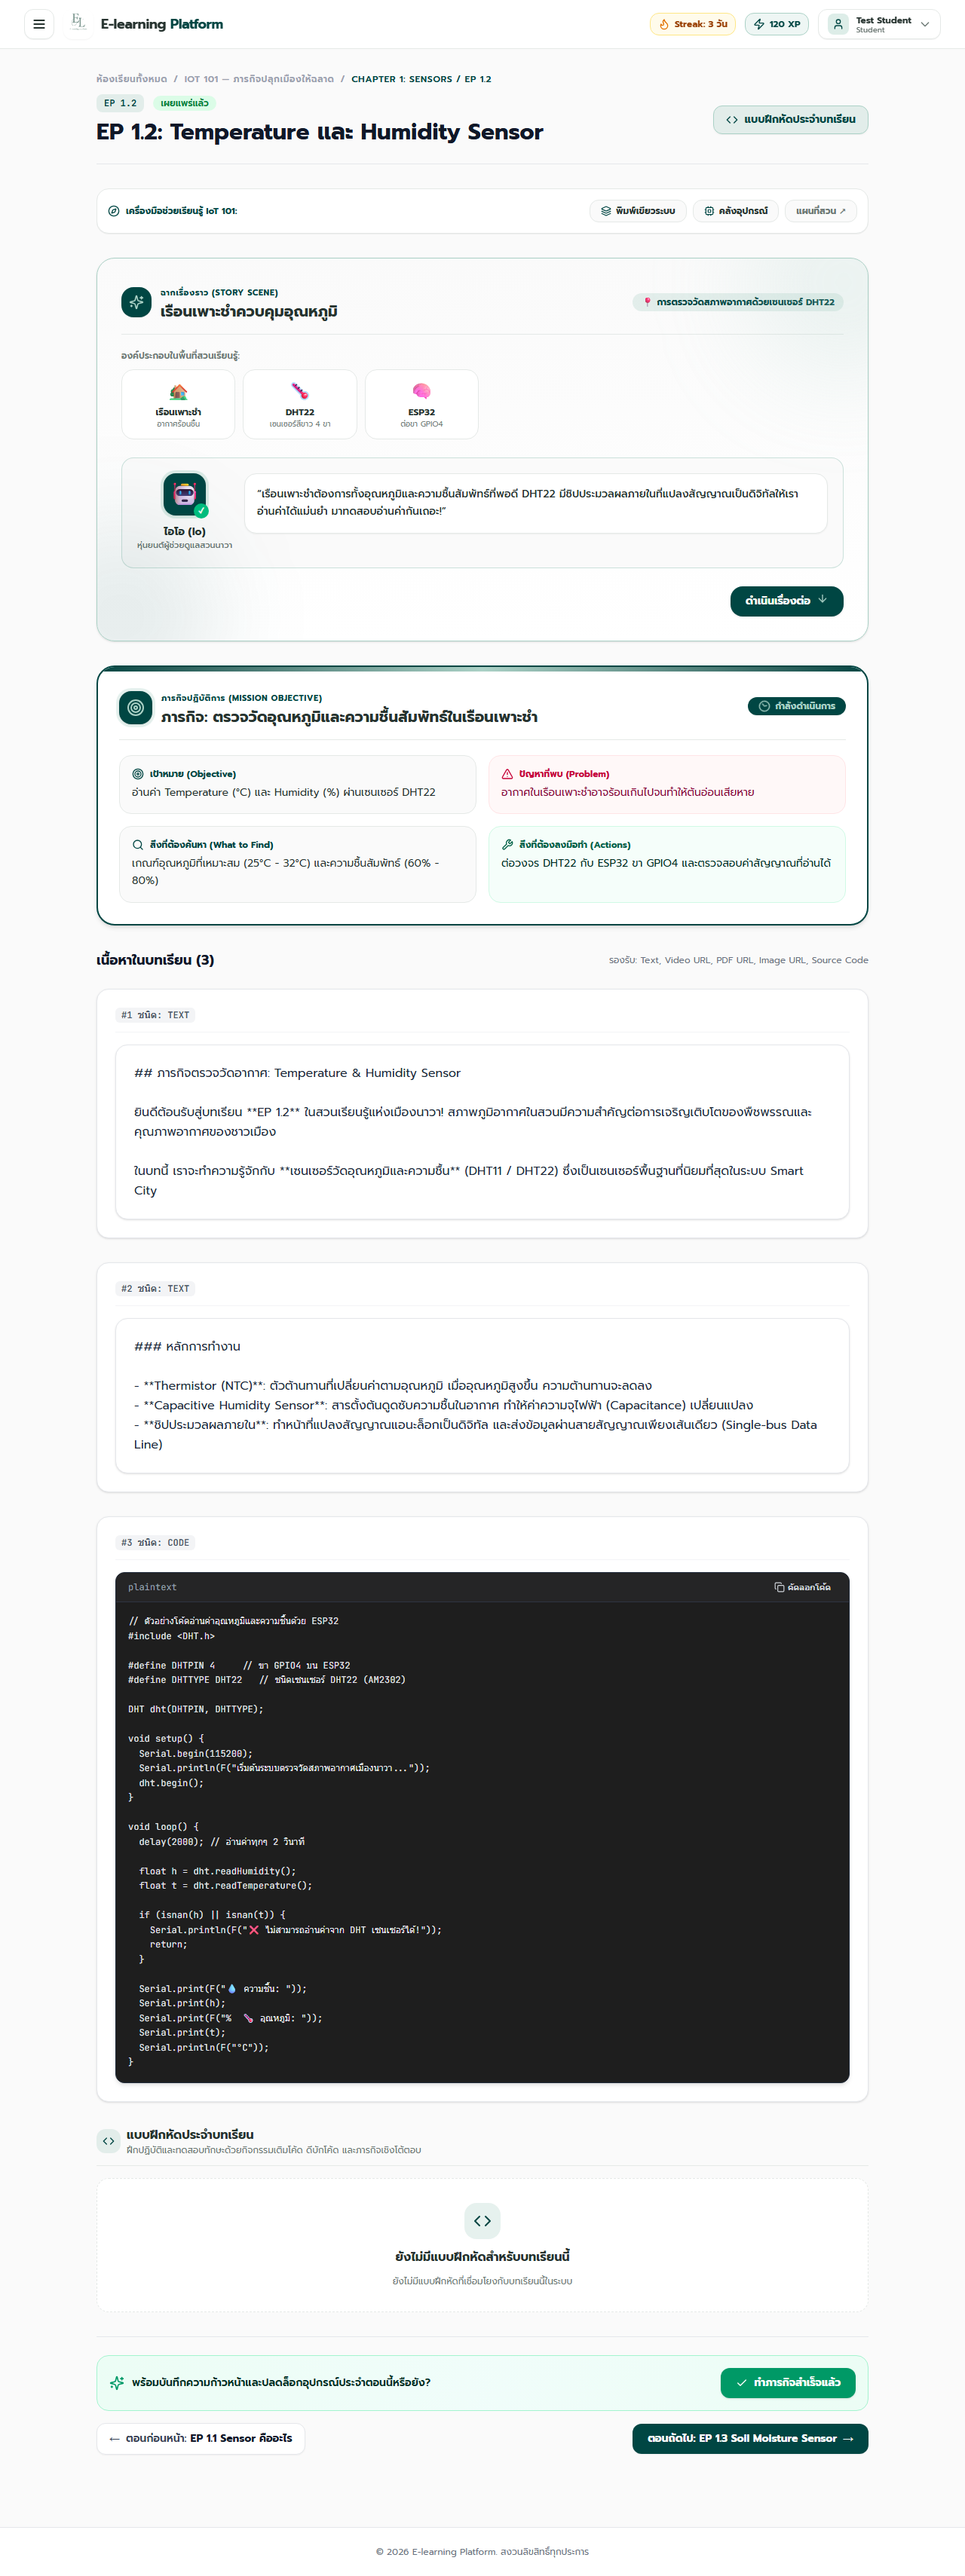 E-learning Platform
Streak: 3 วัน
120 XP
Test Student
Student
ห้องเรียนทั้งหมด / IOT 101 — ภารกิจปลุกเมืองให้ฉลาด / CHAPTER 1: SENSORS / EP 1.2
EP 1.2 เผยแพร่แล้ว
EP 1.2: Temperature และ Humidity Sensor
แบบฝึกหัดประจำบทเรียน
เครื่องมือช่วยเรียนรู้ IoT 101:
พิมพ์เขียวระบบ
คลังอุปกรณ์
แผนที่สวน ↗
ฉากเรื่องราว (STORY SCENE)
เรือนเพาะชำควบคุมอุณหภูมิ
📍 การตรวจวัดสภาพอากาศด้วยเซนเซอร์ DHT22
องค์ประกอบในพื้นที่สวนเรียนรู้:
เรือนเพาะชำ
อากาศร้อนชื้น
DHT22
เซนเซอร์สีขาว 4 ขา
ESP32
ต่อขา GPIO4
ไอโอ (Io)
หุ่นยนต์ผู้ช่วยดูแลสวนนาวา
"เรือนเพาะชำต้องการทั้งอุณหภูมิและความชื้นสัมพัทธ์ที่พอดี DHT22 มีชิปประมวลผลภายในที่แปลงสัญญาณเป็นดิจิทัลให้เรา
อ่านค่าได้แม่นยำ มาทดสอบอ่านค่ากันเถอะ!"
ดำเนินเรื่องต่อ ↓
ภารกิจปฏิบัติการ (MISSION OBJECTIVE)
ภารกิจ: ตรวจวัดอุณหภูมิและความชื้นสัมพัทธ์ในเรือนเพาะชำ
กำลังดำเนินการ
เป้าหมาย (Objective)
อ่านค่า Temperature (°C) และ Humidity (%) ผ่านเซนเซอร์ DHT22
ปัญหาที่พบ (Problem)
อากาศในเรือนเพาะชำอาจร้อนเกินไปจนทำให้ต้นอ่อนเสียหาย
สิ่งที่ต้องค้นหา (What to Find)
เกณฑ์อุณหภูมิที่เหมาะสม (25°C - 32°C) และความชื้นสัมพัทธ์ (60% -
80%)
สิ่งที่ต้องลงมือทำ (Actions)
ต่อวงจร DHT22 กับ ESP32 ขา GPIO4 และตรวจสอบค่าสัญญาณที่อ่านได้
เนื้อหาในบทเรียน (3)
รองรับ: Text, Video URL, PDF URL, Image URL, Source Code
#1 ชนิด: TEXT
## ภารกิจตรวจวัดอากาศ: Temperature & Humidity Sensor
ยินดีต้อนรับสู่บทเรียน **EP 1.2** ในสวนเรียนรู้แห่งเมืองนาวา! สภาพภูมิอากาศในสวนมีความสำคัญต่อการเจริญเติบโตของพืชพรรณและ
คุณภาพอากาศของชาวเมือง
ในบทนี้ เราจะทำความรู้จักกับ **เซนเซอร์วัดอุณหภูมิและความชื้น** (DHT11 / DHT22) ซึ่งเป็นเซนเซอร์พื้นฐานที่นิยมที่สุดในระบบ Smart
City
#2 ชนิด: TEXT
### หลักการทำงาน
- **Thermistor (NTC)**: ตัวต้านทานที่เปลี่ยนค่าตามอุณหภูมิ เมื่ออุณหภูมิสูงขึ้น ความต้านทานจะลดลง
- **Capacitive Humidity Sensor**: สารตั้งต้นดูดซับความชื้นในอากาศ ทำให้ค่าความจุไฟฟ้า (Capacitance) เปลี่ยนแปลง
- **ชิปประมวลผลภายใน**: ทำหน้าที่แปลงสัญญาณแอนะล็อกเป็นดิจิทัล และส่งข้อมูลผ่านสายสัญญาณเพียงเส้นเดียว (Single-bus Data
Line)
#3 ชนิด: CODE
plaintext
คัดลอกโค้ด
// ตัวอย่างโค้ดอ่านค่าอุณหภูมิและความชื้นด้วย ESP32
#include <DHT.h>
#define DHTPIN 4     // ขา GPIO4 บน ESP32
#define DHTTYPE DHT22   // ชนิดเซนเซอร์ DHT22 (AM2302)
DHT dht(DHTPIN, DHTTYPE);
void setup() {
  Serial.begin(115200);
  Serial.println(F("เริ่มต้นระบบตรวจวัดสภาพอากาศเมืองนาวา..."));
  dht.begin();
}
void loop() {
  delay(2000); // อ่านค่าทุกๆ 2 วินาที
  float h = dht.readHumidity();
  float t = dht.readTemperature();
  if (isnan(h) || isnan(t)) {
    Serial.println(F("❌ ไม่สามารถอ่านค่าจาก DHT เซนเซอร์ได้!"));
    return;
  }
  Serial.print(F("💧 ความชื้น: "));
  Serial.print(h);
  Serial.print(F("%  🌡️ อุณหภูมิ: "));
  Serial.print(t);
  Serial.println(F("°C"));
}
แบบฝึกหัดประจำบทเรียน
ฝึกปฏิบัติและทดสอบทักษะด้วยกิจกรรมเติมโค้ด ดีบักโค้ด และภารกิจเชิงโต้ตอบ
ยังไม่มีแบบฝึกหัดสำหรับบทเรียนนี้
ยังไม่มีแบบฝึกหัดที่เชื่อมโยงกับบทเรียนนี้ในระบบ
พร้อมบันทึกความก้าวหน้าและปลดล็อกอุปกรณ์ประจำตอนนี้หรือยัง?
ทำภารกิจสำเร็จแล้ว
← ตอนก่อนหน้า: EP 1.1 Sensor คืออะไร
ตอนถัดไป: EP 1.3 Soil Moisture Sensor →
© 2026 E-learning Platform. สงวนลิขสิทธิ์ทุกประการ